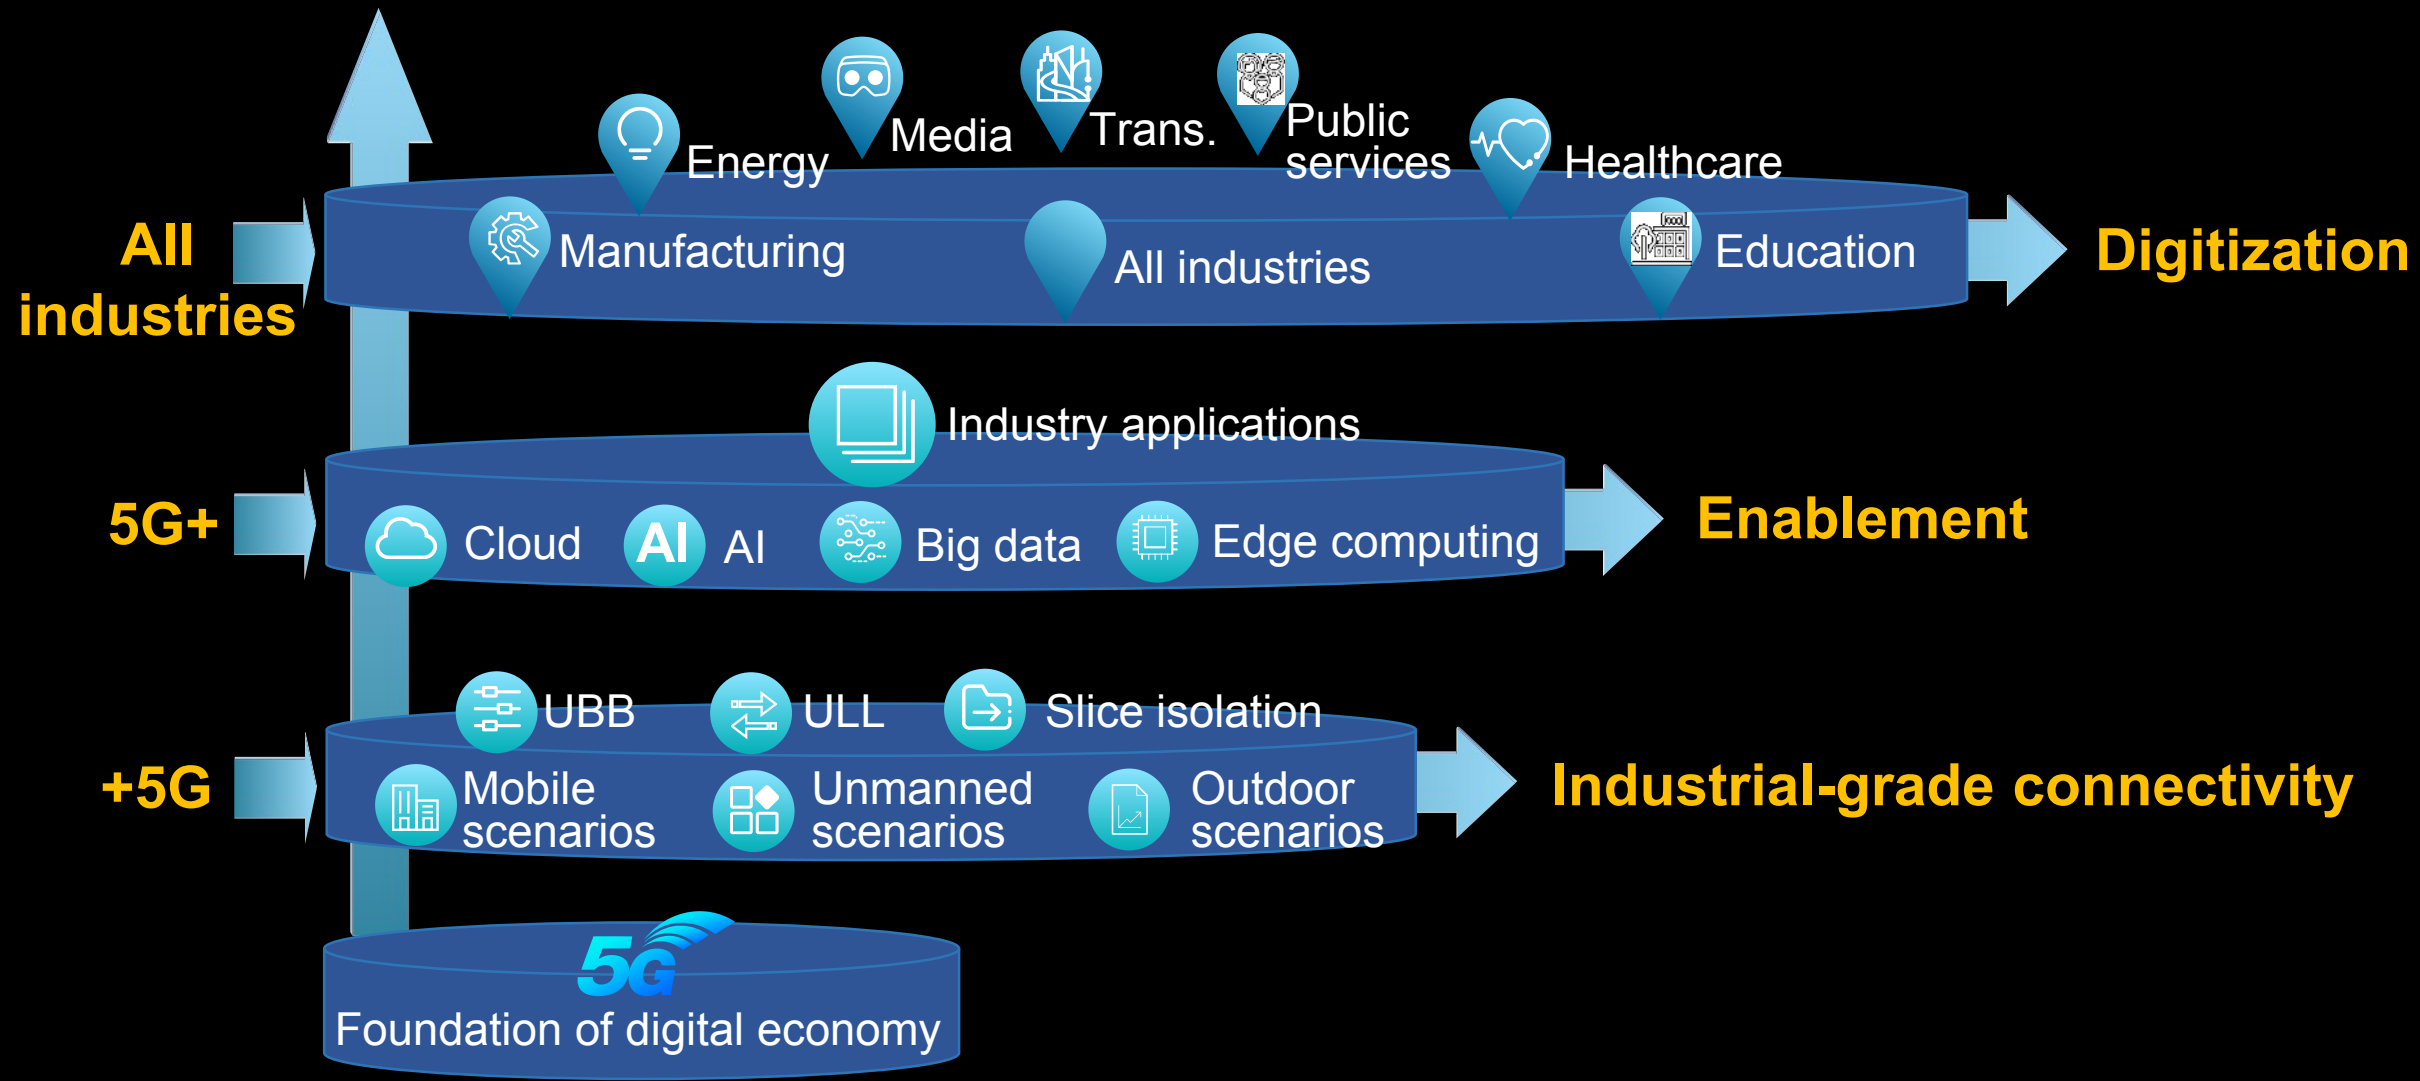 Media
Trans.
Public
services
Energy
Healthcare
All
industries
Manufacturing
All industries
Education
Digitization
Industry applications
5G+
Cloud
AI
AI
Big data
Edge computing
Enablement
UBB
ULL
Slice isolation
+5G
Mobile
scenarios
Unmanned
scenarios
Outdoor
scenarios
Industrial-grade connectivity
5G
Foundation of digital economy